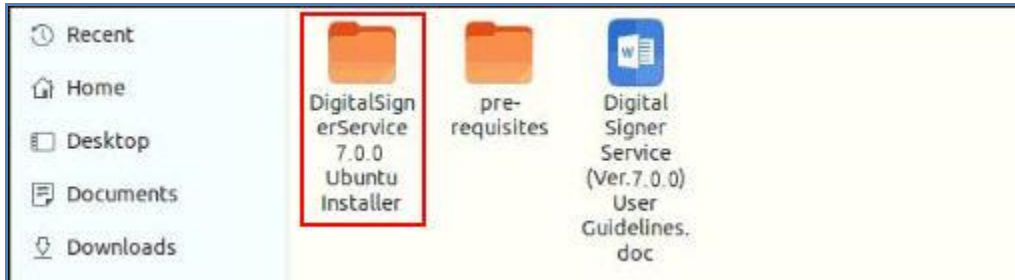 Recent
Home
Desktop
Documents
Downloads
DigitalSign
erService
7.0.0
Ubuntu
Installer
pre-
requisites
W
Digital
Signer
Service
(Ver.7.0.0)
User
Guidelines.
doc